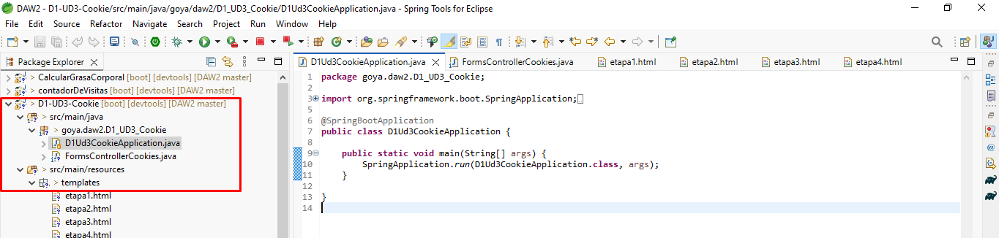 DAW2 - D1-UD3-Cookie/src/main/java/goya/daw2/D1_UD3_Cookie/D1Ud3CookieApplication.java - Spring Tools for Eclipse
File Edit Source Refactor Navigate Search Project Run Window Help
Package Explorer
D1Ud3CookieApplication.java FormsControllerCookies.java etapa1.html etapa2.html etapa3.html etapa4.html
> CalcularGrasaCorporal [boot] [devtools] [DAW2 master]
> contadorDeVisitas [boot] [devtools] [DAW2 master]
> D1-UD3-Cookie [boot] [devtools] [DAW2 master]
> src/main/java
> goya.daw2.D1_UD3_Cookie
D1Ud3CookieApplication.java
FormsControllerCookies.java
> src/main/resources
> templates
etapa1.html
etapa2.html
etapa3.html
etapa4.html
1 package goya.daw2.D1_UD3_Cookie;
2
3 import org.springframework.boot.SpringApplication;
5
6 @SpringBootApplication
7 public class D1Ud3CookieApplication {
8
9 public static void main(String[] args) {
10 SpringApplication.run(D1Ud3CookieApplication.class, args);
11 }
12
13 }
14